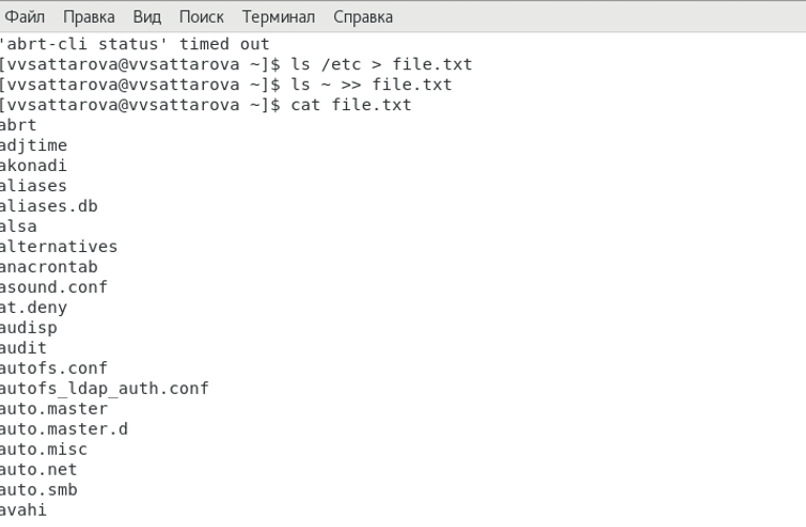 Файл Правка Вид Поиск Терминал Справка
'abrt-cli status' timed out
[vvsattarova@vvsattarova ~]$ ls /etc > file.txt
[vvsattarova@vvsattarova ~]$ ls ~ >> file.txt
[vvsattarova@vvsattarova ~]$ cat file.txt
abrt
adjtime
akonadi
aliases
aliases.db
alsa
alternatives
anacrontab
asound.conf
at.deny
audisp
audit
autofs.conf
autofs_ldap_auth.conf
auto.master
auto.master.d
auto.misc
auto.net
auto.smb
avahi